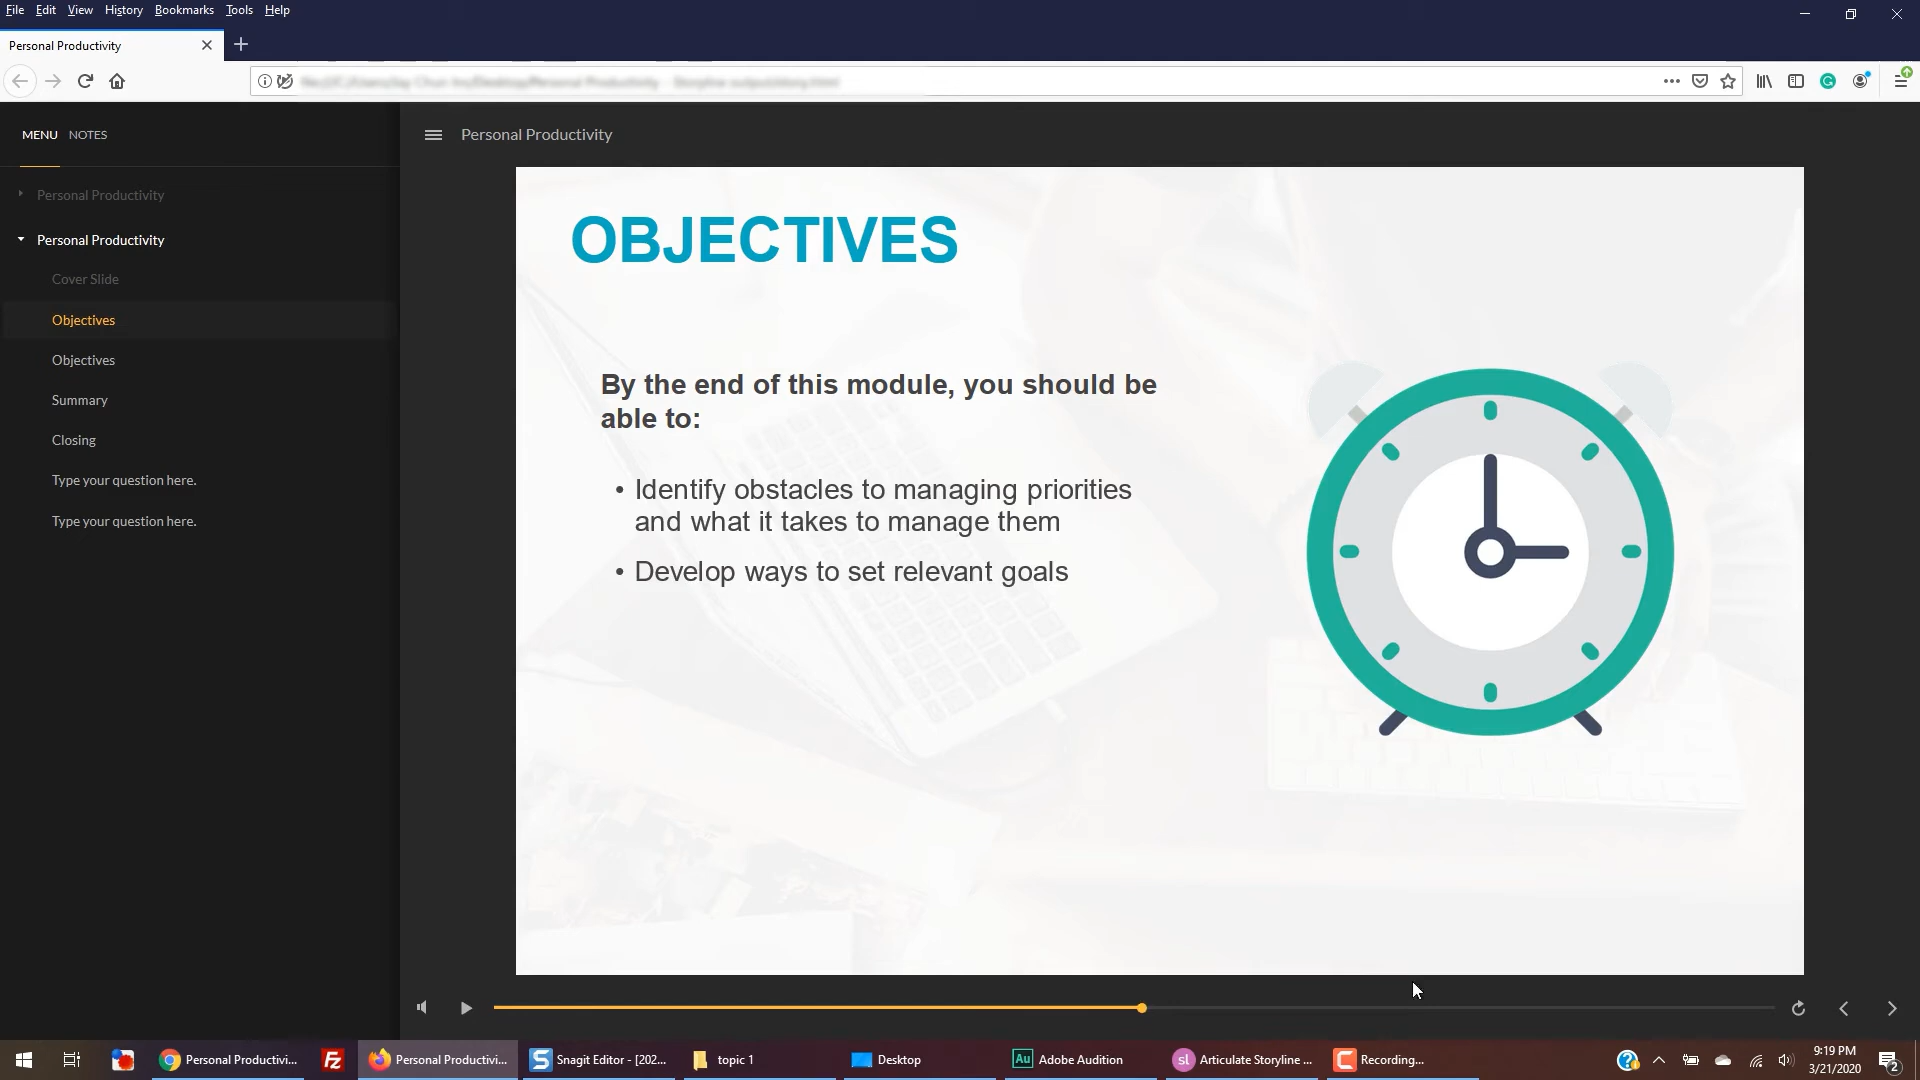 File Edit View History Bookmarks Tools Help
Personal Productivity
MENU NOTES
Personal Productivity
Personal Productivity
Personal Productivity
Cover Slide
Objectives
Objectives
Summary
Closing
Type your question here.
Type your question here.
OBJECTIVES
By the end of this module, you should be
able to:
• Identify obstacles to managing priorities
and what it takes to manage them
• Develop ways to set relevant goals
Personal Productivi... Personal Productivi... Snagit Editor - [202... topic 1 Desktop Adobe Audition Articulate Storyline ... Recording...
9:19 PM
3/21/2020
2